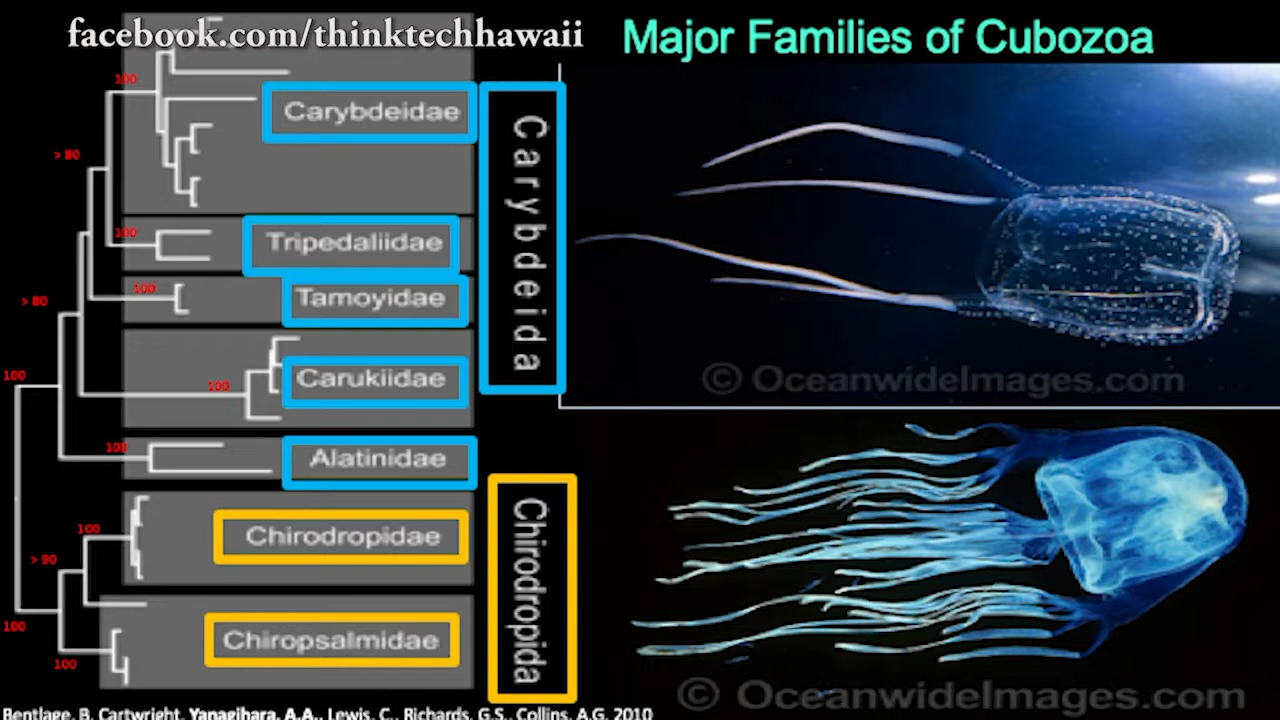 facebook.com/thinktechhawaii
Major Families of Cubozoa
100
Carybdeidae
Carybdeida
> 80
100
Tripedaliidae
100
Tamoyidae
> 80
100
Carukiidae
100
© OceanwideImages.com
100
Alatinidae
Chirodropida
100
Chirodropidae
> 90
100
Chiropsalmidae
100
© OceanwideImages.com
Bentlage, B. Cartwright, Yanagihara, A.A., Lewis, C., Richards, G.S., Collins, A.G. 2010